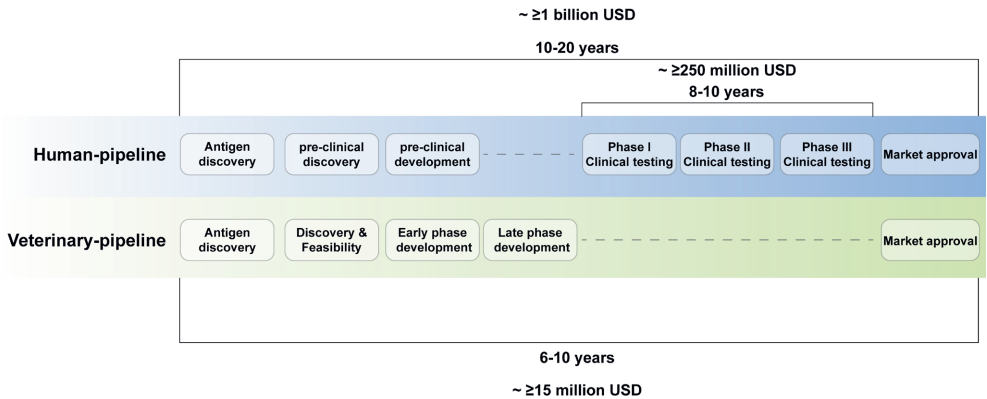 ~ ≥1 billion USD
10-20 years
~ ≥250 million USD
8-10 years
Human-pipeline
Antigen
discovery
pre-clinical
discovery
pre-clinical
development
Phase I
Clinical testing
Phase II
Clinical testing
Phase III
Clinical testing
Market approval
Veterinary-pipeline
Antigen
discovery
Discovery &
Feasibility
Early phase
development
Late phase
development
Market approval
6-10 years
~ ≥15 million USD